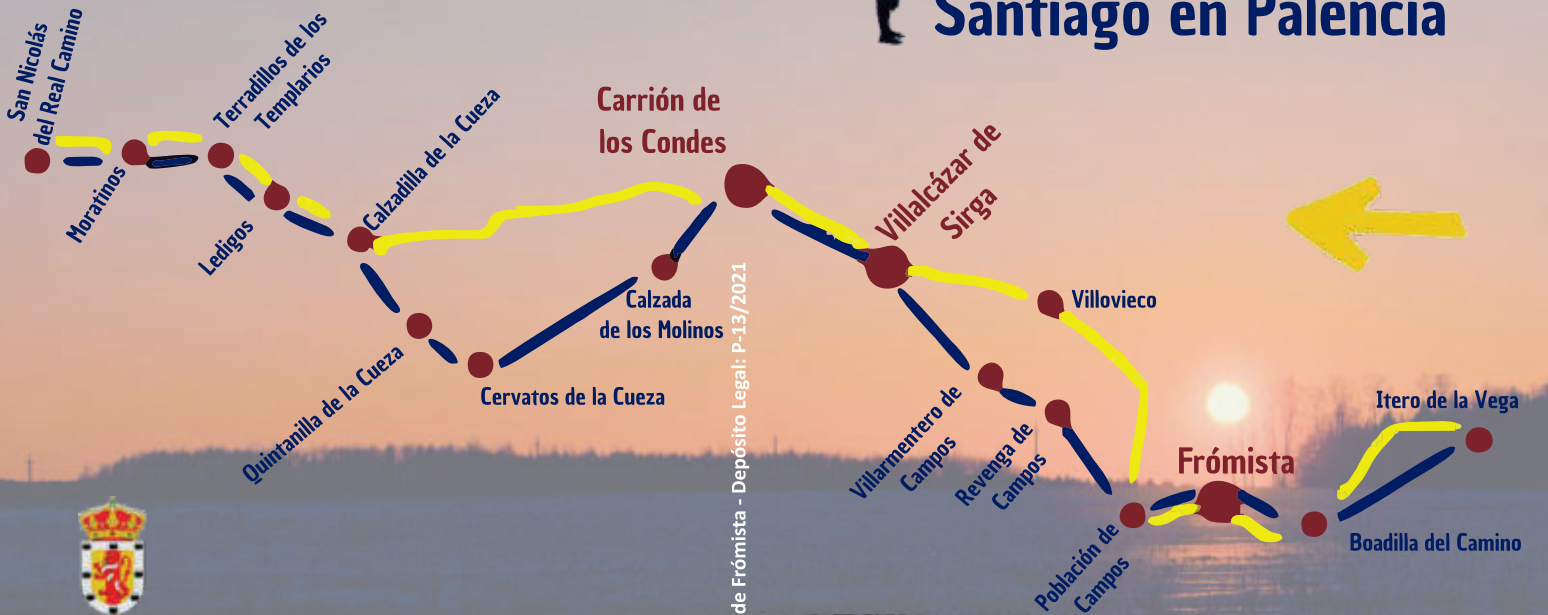 Santiago en Palencia
San Nicolás
del Real Camino
Moratinos
Terradillos de los
Templarios
Ledigos
Calzadilla de la Cueza
Quintanilla de la Cueza
Cervatos de la Cueza
Calzada
de los Molinos
Carrión de
los Condes
Villalcázar de
Sirga
Villovieco
Villarmentero de
Campos
Revenga de
Campos
Población de
Campos
Frómista
Boadilla del Camino
Itero de la Vega
de Frómista - Depósito Legal: P-13/2021